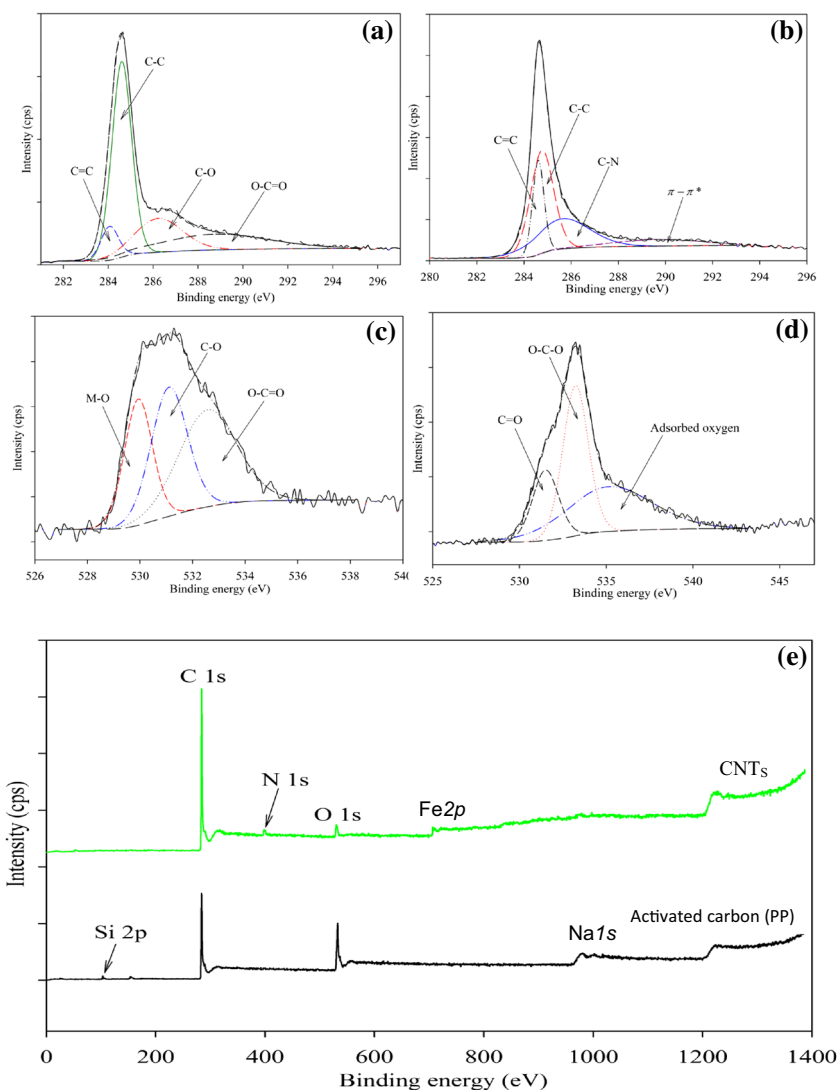 (a)
C-C
C=C
C-O
O-C=O
Intensity (cps)
282 284 286 288 290 292 294 296
Binding energy (eV)
(b)
C-C
C=C
C-N
π − π*
Intensity (cps)
280 282 284 286 288 290 292 294 296
Binding energy (eV)
(c)
C-O
M-O
O-C=O
Intensity (cps)
526 528 530 532 534 536 538 540
Binding energy (eV)
(d)
O-C-O
C=O
Adsorbed oxygen
Intensity (cps)
525 530 535 540 545
Binding energy (eV)
(e)
C 1s
N 1s
O 1s
Fe2p
CNTS
Si 2p
Na1s
Activated carbon (PP)
Intensity (cps)
0 200 400 600 800 1000 1200 1400
Binding energy (eV)